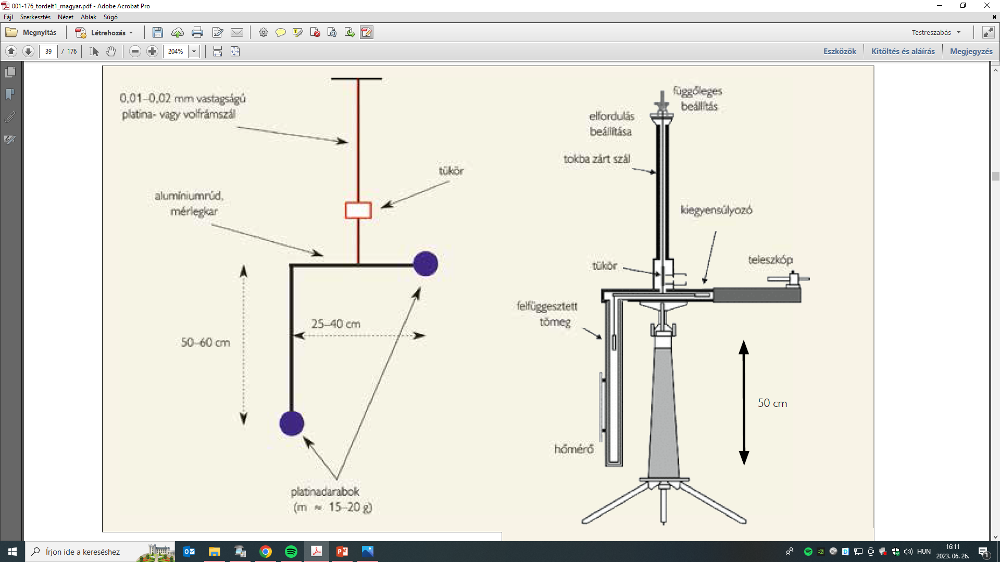 001-176_tordelt1_magyar.pdf - Adobe Acrobat Pro
Fájl Szerkesztés Nézet Ablak Súgó
Megnyitás Létrehozás Testreszabás
39 / 176 204% Eszközök Kitöltés és aláírás Megjegyzés
0,01–0,02 mm vastagságú
platina- vagy volfrámszál
tükör
alumíniumrúd,
mérlegkar
25–40 cm
50–60 cm
platinadarabok
(m ≈ 15–20 g)
függőleges
beállítás
elfordulás
beállítása
tokba zárt szál
kiegyensúlyozó
teleszkóp
tükör
felfüggesztett
tömeg
50 cm
hőmérő
Írjon ide a kereséshez
HUN
16:11
2023. 06. 26.
1